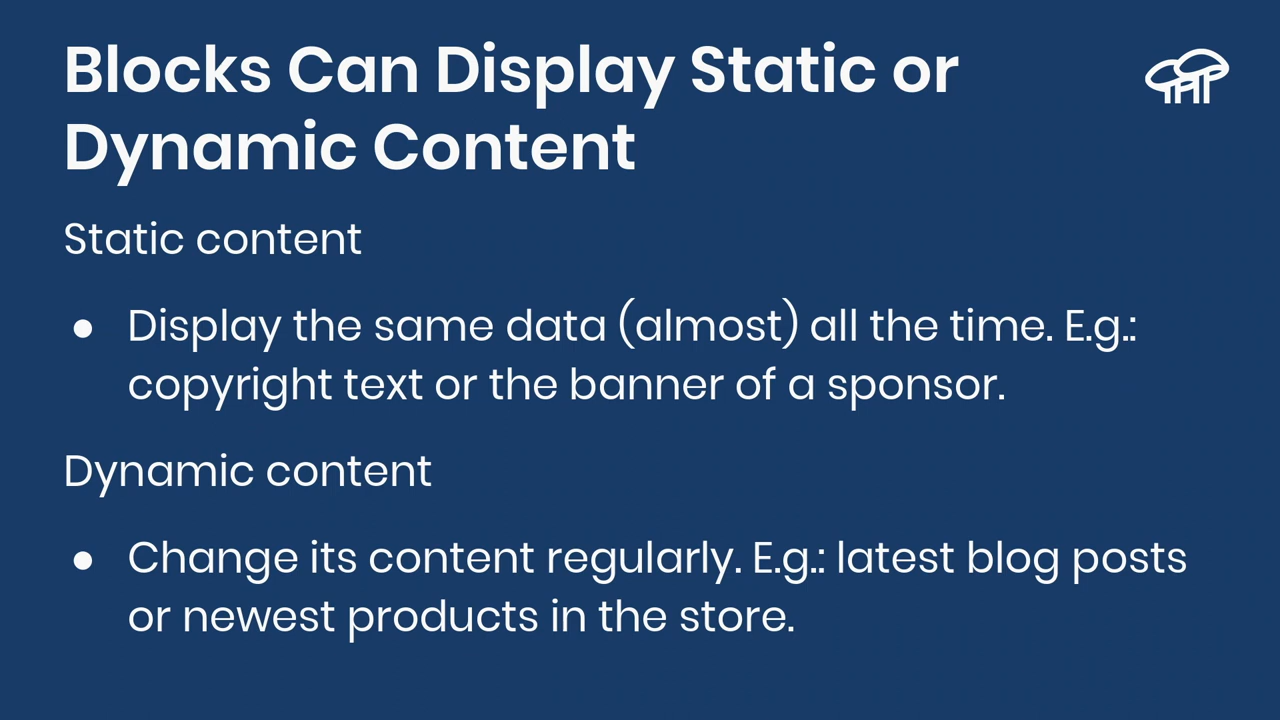 Blocks Can Display Static or
Dynamic Content
Static content
● Display the same data (almost) all the time. E.g.:
copyright text or the banner of a sponsor.
Dynamic content
● Change its content regularly. E.g.: latest blog posts
or newest products in the store.